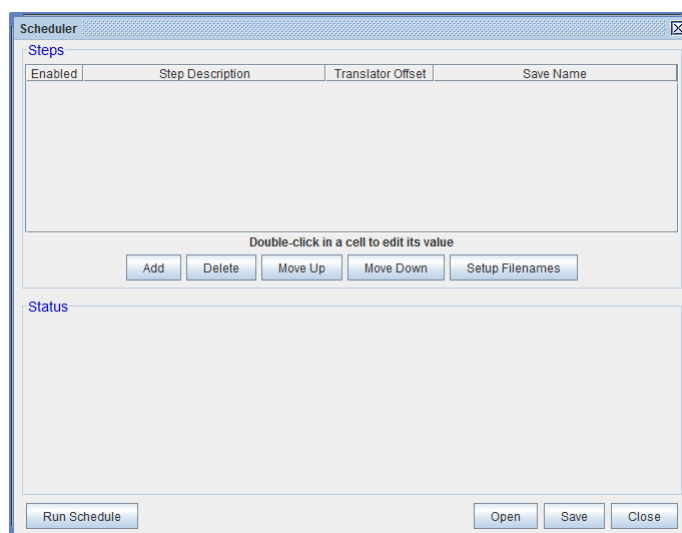 Scheduler
Steps
Enabled Step Description Translator Offset Save Name
Double-click in a cell to edit its value
Add Delete Move Up Move Down Setup Filenames
Status
Run Schedule Open Save Close